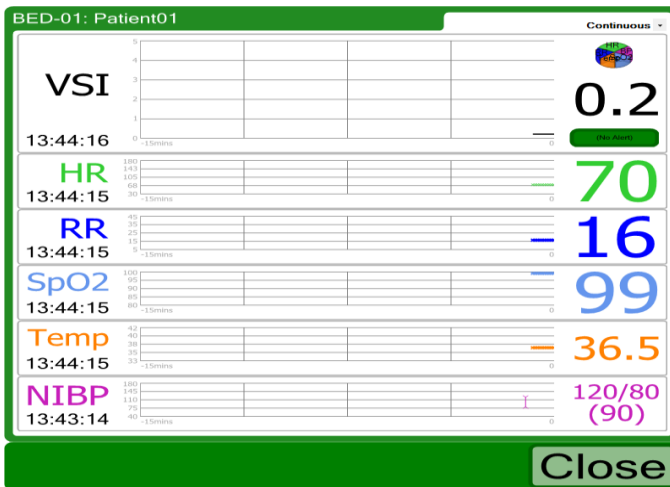 BED-01: Patient01
Continuous
VSI
13:44:16
5
4
3
2
1
0
-15mins
0
HR
TempO2
0.2
(No Alert)
HR
13:44:15
180
143
105
68
30
-15mins
0
70
RR
13:44:15
45
35
25
15
5
-15mins
0
16
SpO2
13:44:15
100
95
90
85
80
-15mins
0
99
Temp
13:44:15
42
40
38
35
33
-15mins
0
36.5
NIBP
13:43:14
180
145
110
75
40
-15mins
0
120/80
(90)
Close